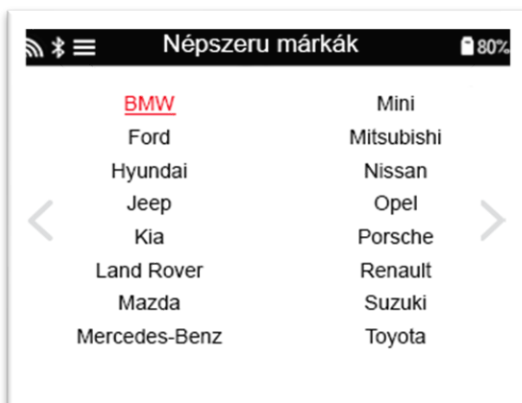 Népszeru márkák
80%
BMW
Ford
Hyundai
Jeep
Kia
Land Rover
Mazda
Mercedes-Benz
Mini
Mitsubishi
Nissan
Opel
Porsche
Renault
Suzuki
Toyota